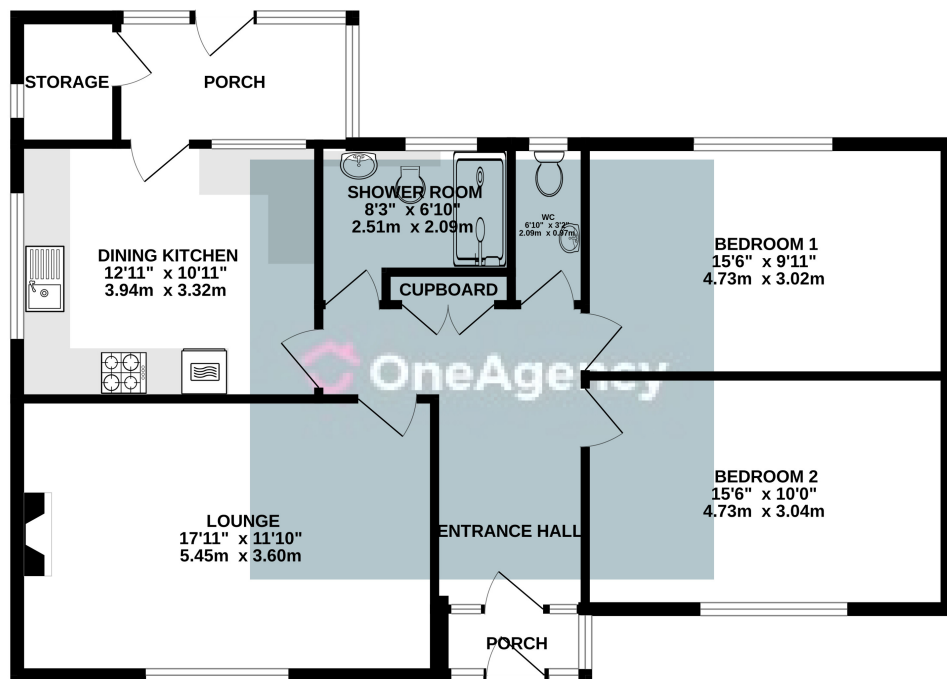 STORAGE
PORCH
SHOWER ROOM
8'3" x 6'10"
2.51m x 2.09m
WC
6'10" x 3'2"
2.09m x 0.97m
DINING KITCHEN
12'11" x 10'11"
3.94m x 3.32m
BEDROOM 1
15'6" x 9'11"
4.73m x 3.02m
CUPBOARD
OneAgency
BEDROOM 2
15'6" x 10'0"
4.73m x 3.04m
LOUNGE
17'11" x 11'10"
5.45m x 3.60m
ENTRANCE HALL
PORCH